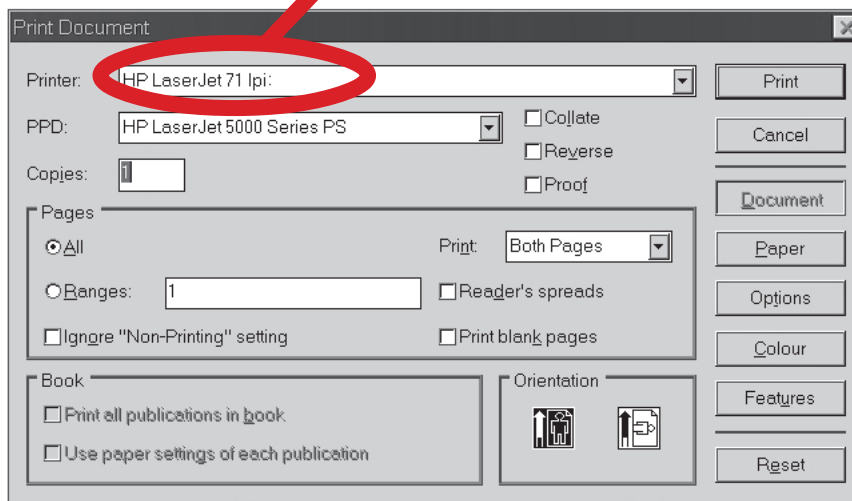 Print Document
Printer: HP LaserJet 71 lpi: Print
PPD: HP LaserJet 5000 Series PS Collate Cancel
Reverse
Copies: 1 Proof
Document
Pages
All Print: Both Pages Paper
Ranges: 1 Reader's spreads Options
Ignore "Non-Printing" setting Print blank pages Colour
Book Orientation
Print all publications in book Features
Use paper settings of each publication Reset